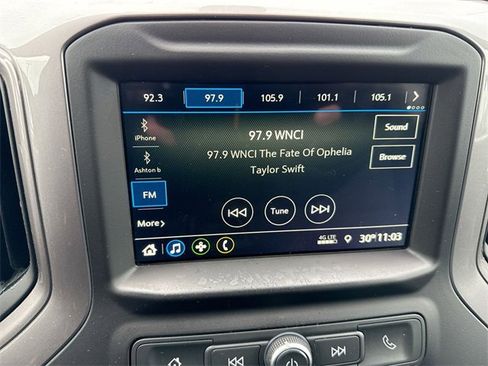 92.3 97.9 105.9 101.1 105.1
iPhone
97.9 WNCI
Sound
97.9 WNCI The Fate Of Ophelia
Ashton b
Browse
Taylor Swift
FM
Tune
More
4G LTE
30° 11:03